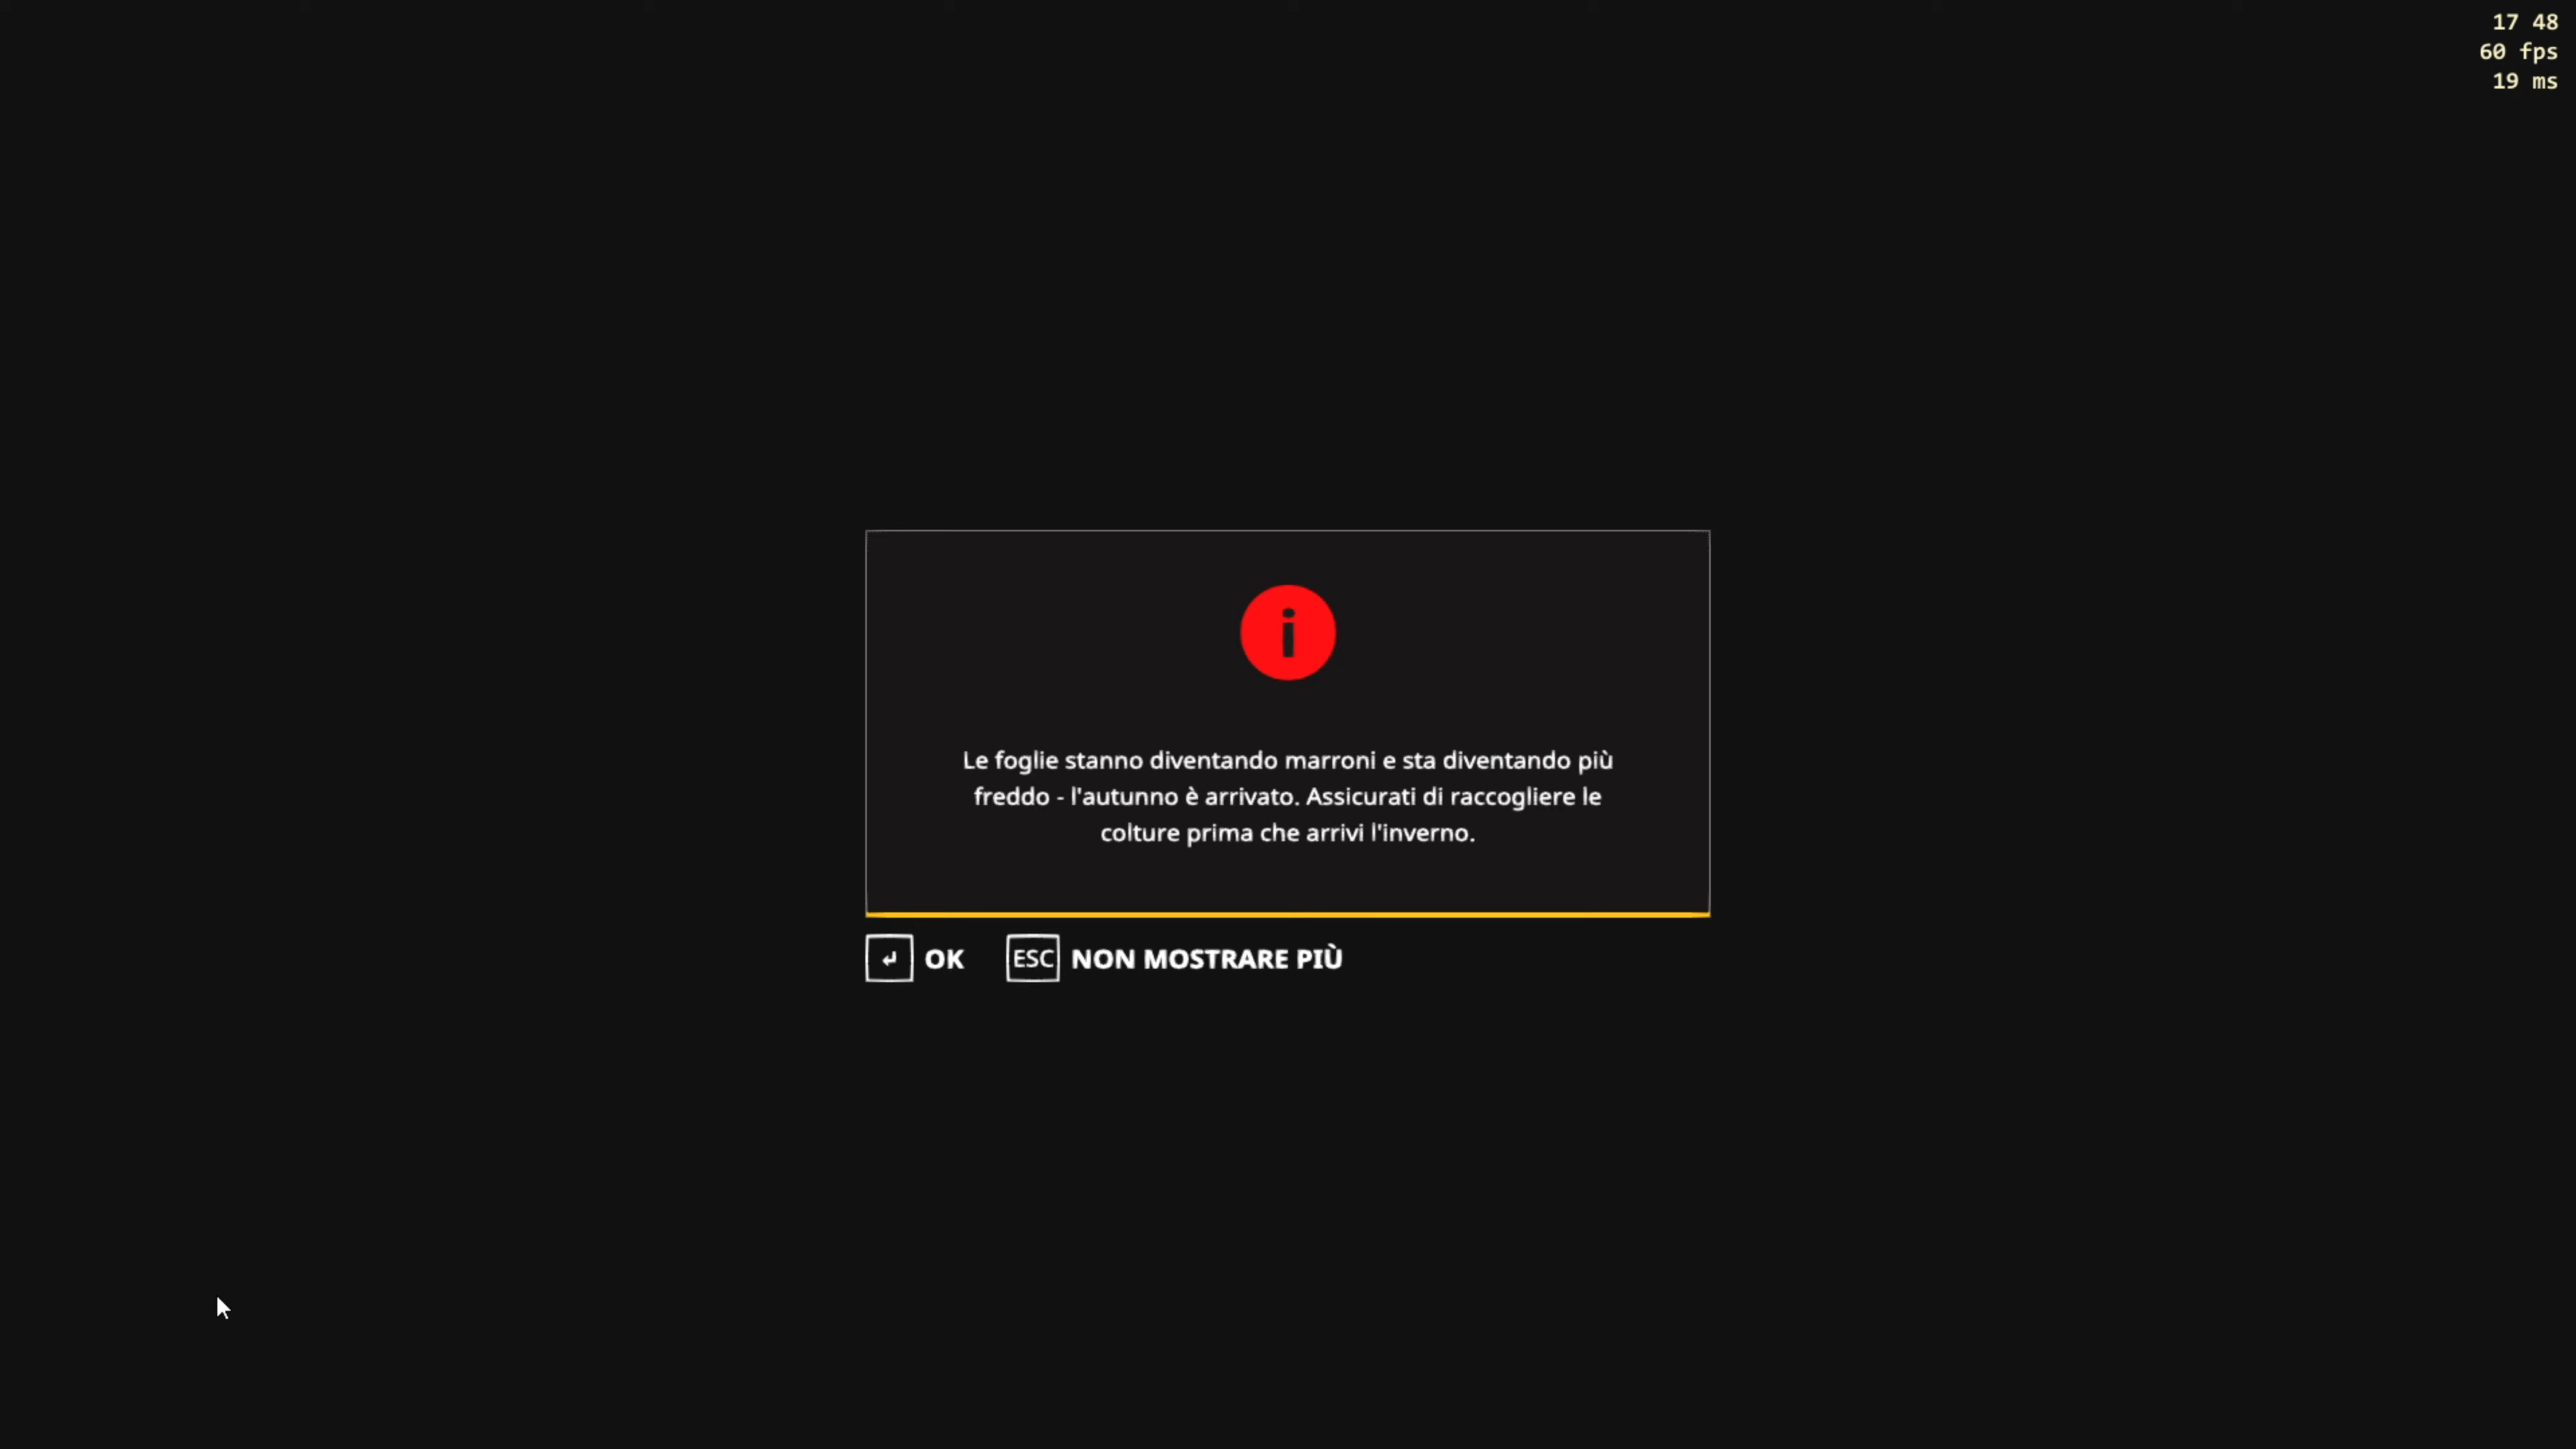 17 48
60 fps
19 ms
i
Le foglie stanno diventando marroni e sta diventando più
freddo - l'autunno è arrivato. Assicurati di raccogliere le
colture prima che arrivi l'inverno.
↵ OK ESC NON MOSTRARE PIÙ